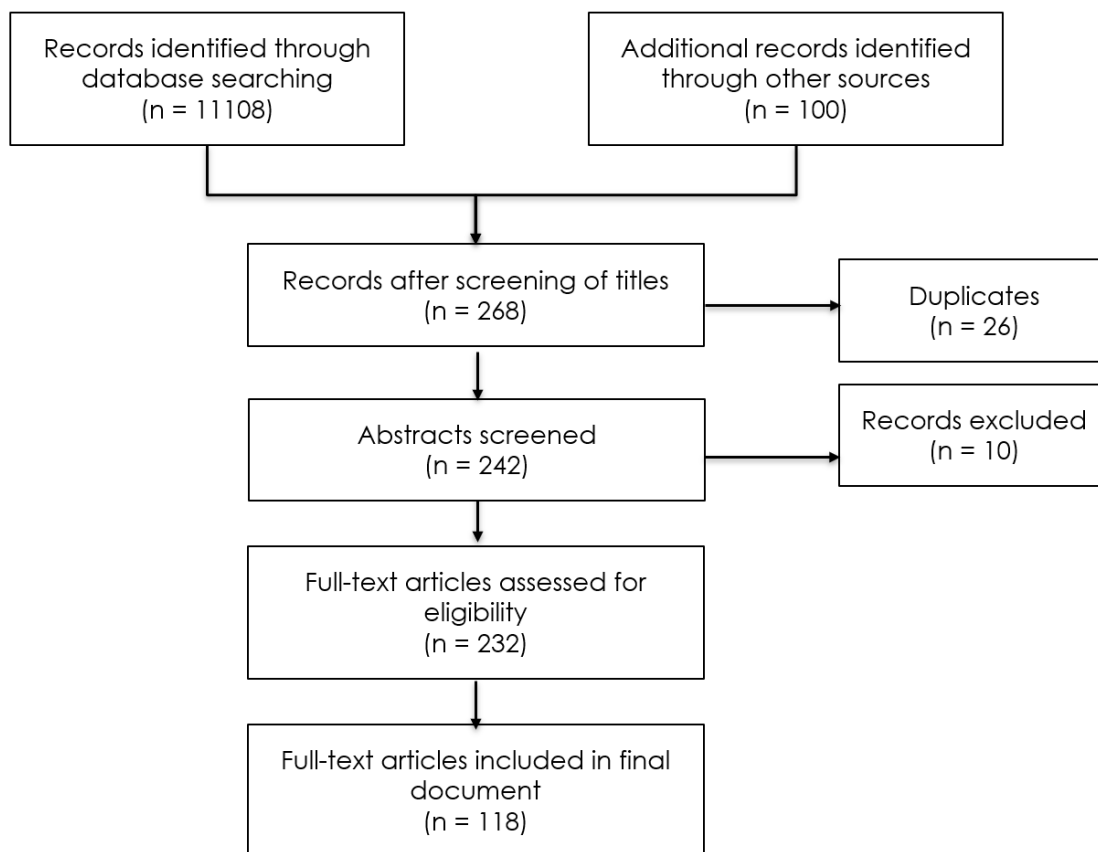 Records identified through
database searching
(n = 11108)
Additional records identified
through other sources
(n = 100)
Records after screening of titles
(n = 268)
Duplicates
(n = 26)
Abstracts screened
(n = 242)
Records excluded
(n = 10)
Full-text articles assessed for
eligibility
(n = 232)
Full-text articles included in final
document
(n = 118)